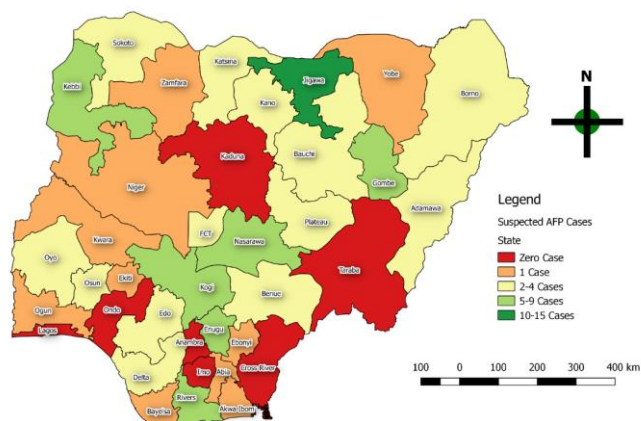 Sokoto
Katsina
Kebbi
Zamfara
Jigawa
Yobe
Borno
Kano
N
Kaduna
Bauchi
Niger
Gombe
Legend
Suspected AFP Cases
State
Zero Case
1 Case
2-4 Cases
5-9 Cases
10-15 Cases
Adamawa
FCT
Plateau
Kwara
Nasarawa
Oyo
Taraba
Osun
Ekiti
Kogi
Benue
Ogun
Ondo
Edo
Lagos
Enugu
Anambra
Ebonyi
Delta
Imo
Abia
Cross River
Rivers
Bayelsa
Akwa Ibom
100 0 100 200 300 400 km